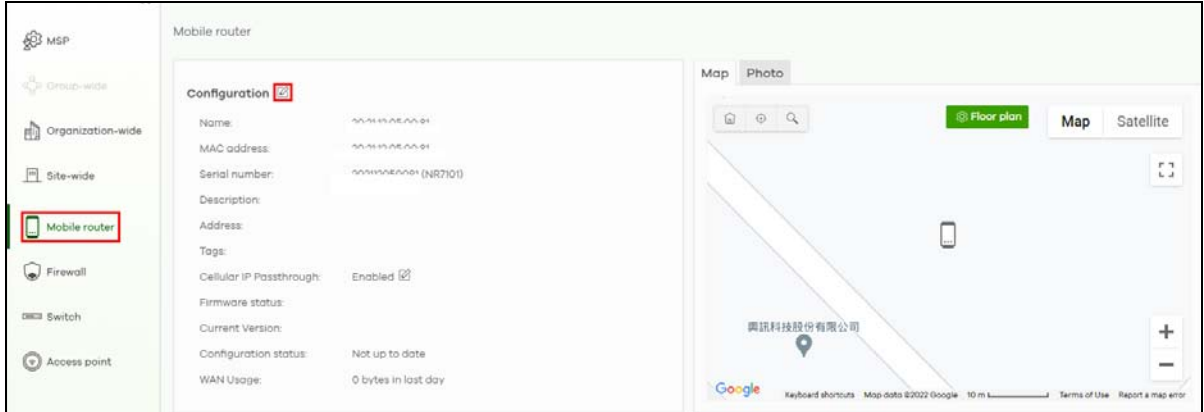 MSP
Group-wide
Organization-wide
Site-wide
Mobile router
Firewall
Switch
Access point
Mobile router
Configuration
Name:
MAC address:
Serial number: (NR7101)
Description:
Address:
Tags:
Cellular IP Passthrough: Enabled
Firmware status:
Current Version:
Configuration status: Not up to date
WAN Usage: 0 bytes in last day
Map Photo
Floor plan
Map Satellite
興訊科技股份有限公司
Google
Keyboard shortcuts Map data ©2022 Google 10 m Terms of Use Report a map error